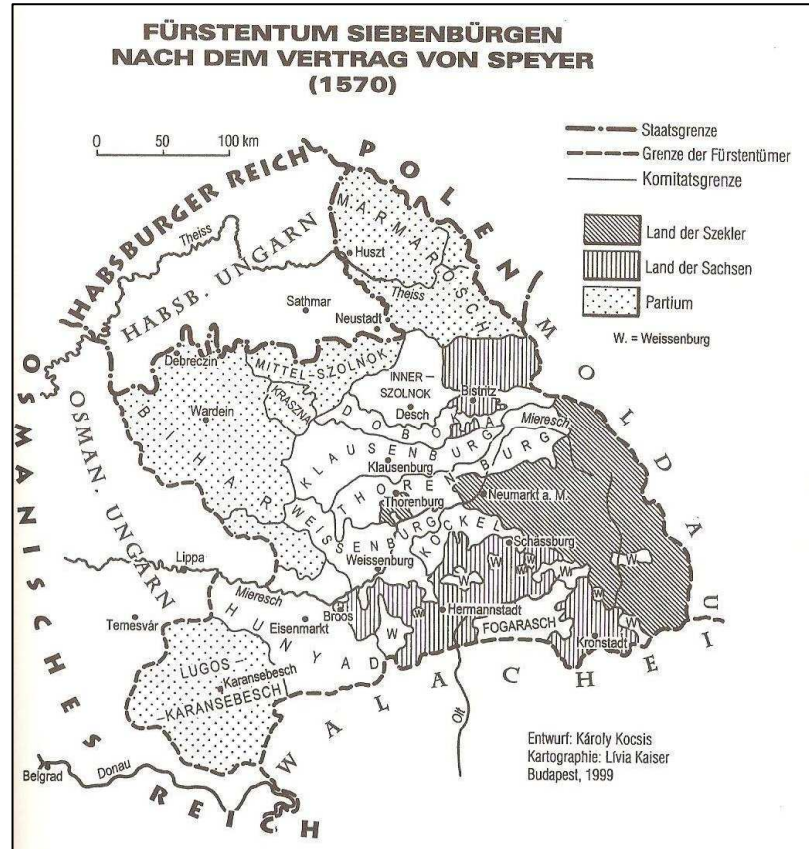 FÜRSTENTUM SIEBENBÜRGEN
NACH DEM VERTRAG VON SPEYER
(1570)
0 50 100 km
Staatsgrenze
Grenze der Fürstentümer
Komitatsgrenze
Land der Szekler
Land der Sachsen
Partium
W. = Weissenburg
POLEN
HABSBURGER REICH
HABSB. UNGARN
Theiss
MARMAROSCH
Huszt
Theiss
Sathmar
Neustadt
MOLDAU
OSMANISCHES REICH
OSMAN. UNGARN
Debreczin
MITTEL-SZOLNOK
KRASZNA
INNER-
SZOLNOK
Desch
Bistritz
DOBOKA
Wardein
BIHAR
KLAUSENBURG
Klausenburg
Mieresch
THORENBURG
Thorenburg
Neumarkt a. M.
WEISSENBURG
Weissenburg
KOCKEL
Schässburg
W
W
W
W
W
W
W
W
W
Lippa
Mieresch
Temesvár
HUNYAD
Eisenmarkt
Broos
Hermannstadt
FOGARASCH
Kronstadt
LUGOS-
Karansebesch
-KARANSEBESCH
WALACHEI
Olt
Belgrad
Donau
Entwurf: Károly Kocsis
Kartographie: Lívia Kaiser
Budapest, 1999